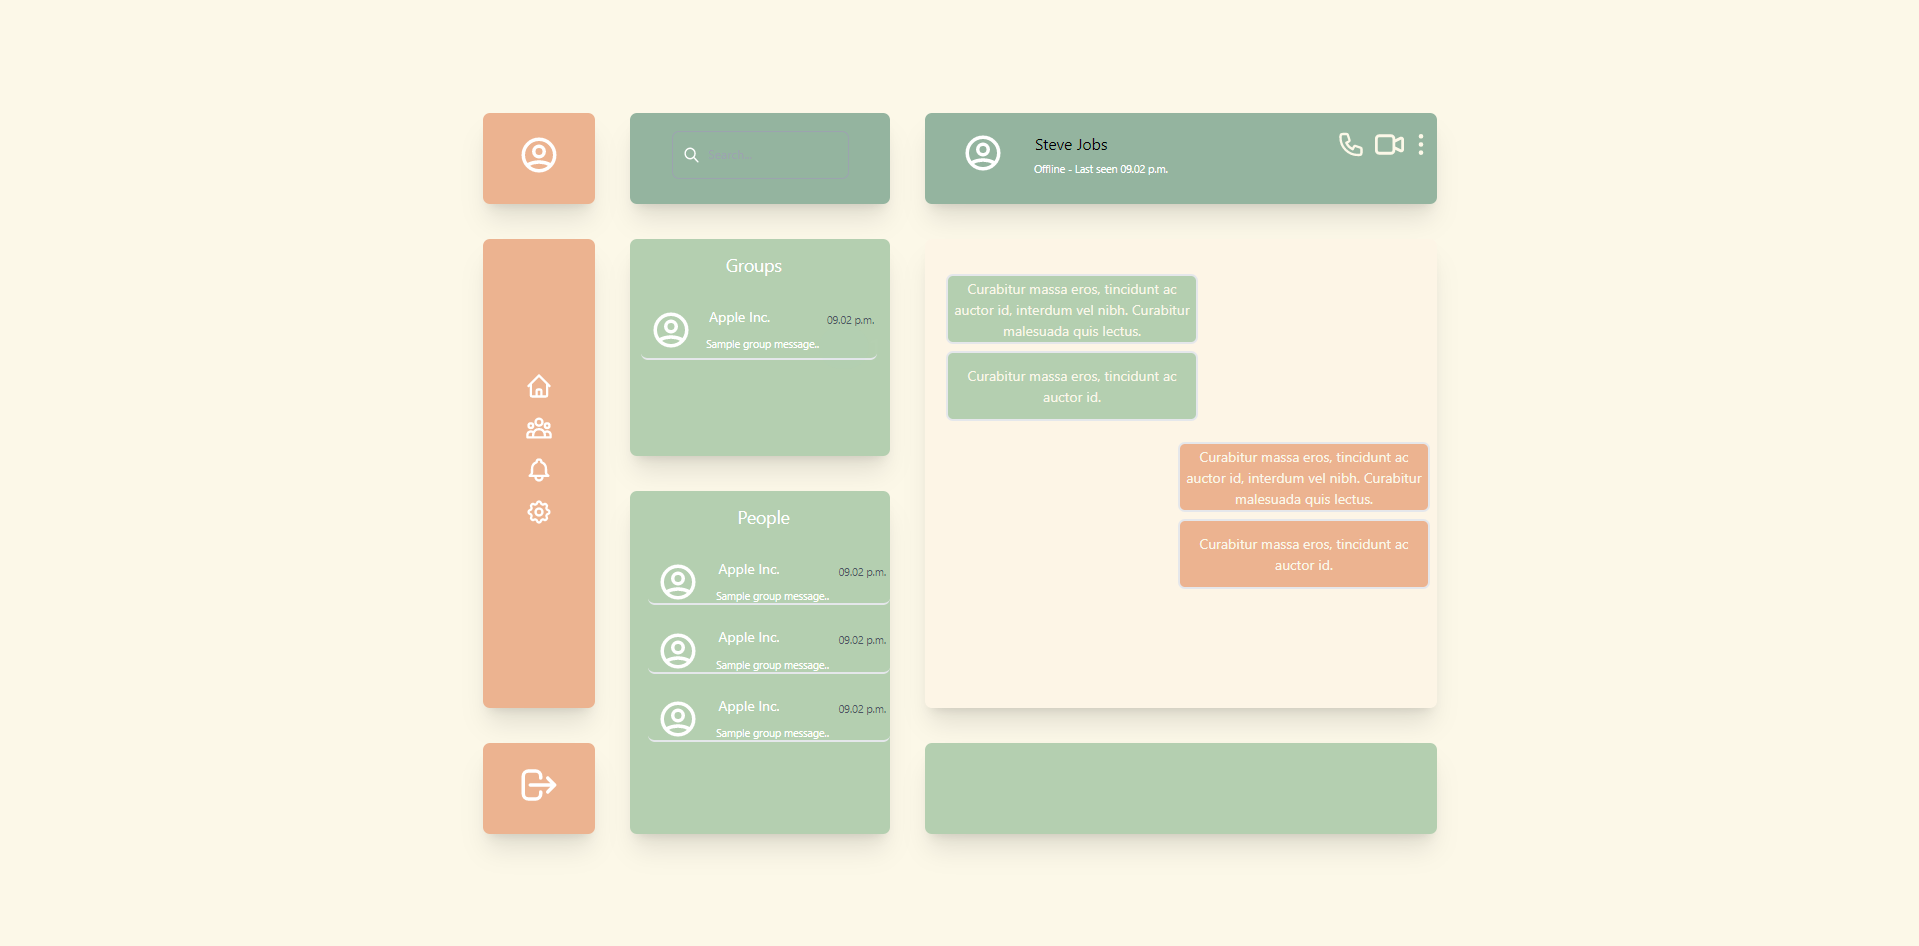 Search...
Steve Jobs
Offline - Last seen 09.02 p.m.
Groups
Apple Inc.
09.02 p.m.
Sample group message..
People
Apple Inc.
09.02 p.m.
Sample group message..
Apple Inc.
09.02 p.m.
Sample group message..
Apple Inc.
09.02 p.m.
Sample group message..
Curabitur massa eros, tincidunt ac
auctor id, interdum vel nibh. Curabitur
malesuada quis lectus.
Curabitur massa eros, tincidunt ac
auctor id.
Curabitur massa eros, tincidunt ac
auctor id, interdum vel nibh. Curabitur
malesuada quis lectus.
Curabitur massa eros, tincidunt ac
auctor id.